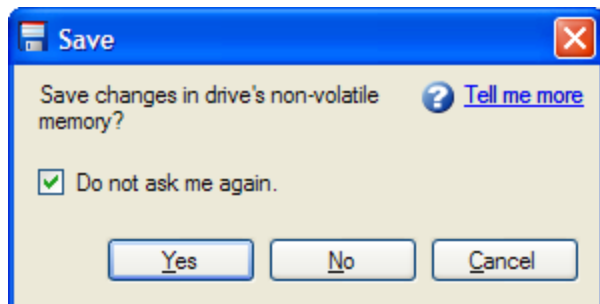 Save
Save changes in drive's non-volatile
memory?
Tell me more
Do not ask me again.
Yes
No
Cancel